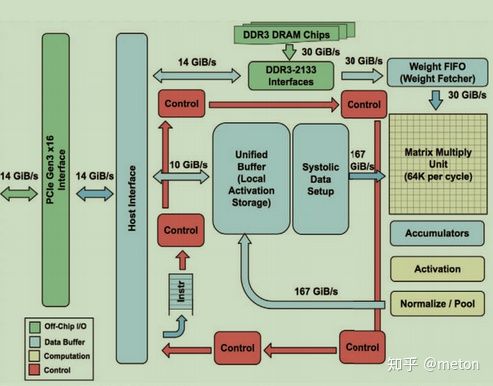 DDR3 DRAM Chips
30 GiB/s
14 GiB/s
DDR3-2133
Interfaces
30 GiB/s
Weight FIFO
(Weight Fetcher)
30 GiB/s
Control
Control
Unified
Buffer
(Local
Activation
Storage)
Systolic
Data
Setup
167
GiB/s
Matrix Multiply
Unit
(64K per cycle)
10 GiB/s
14 GiB/s
PCIe Gen3 x16
Interface
14 GiB/s
Host Interface
Control
Accumulators
Activation
Instr
167 GiB/s
Normalize / Pool
Off-Chip I/O
Data Buffer
Computation
Control
Control
Control
知乎 @meton